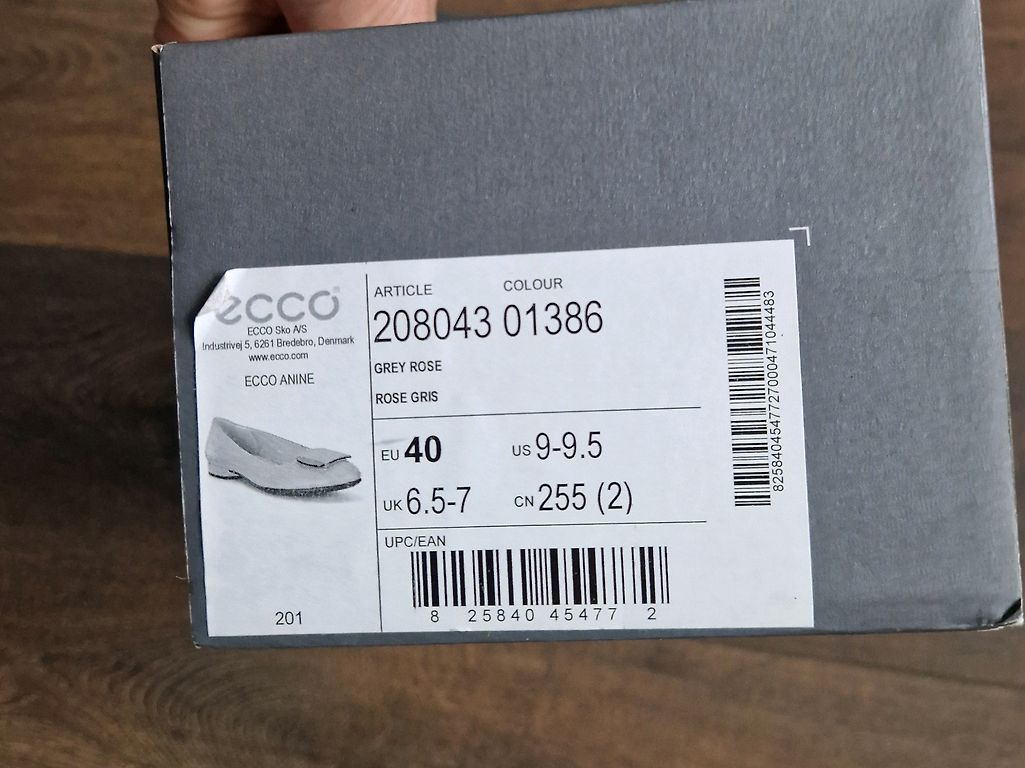 ecco
ECCO Sko A/S
Industrivej 5, 6261 Bredebro, Denmark
www.ecco.com
ECCO ANINE
201
ARTICLE COLOUR
208043 01386
GREY ROSE
ROSE GRIS
EU 40 US 9-9.5
UK 6.5-7 CN 255 (2)
UPC/EAN
8 25840 45477 2
825840454772700047104483